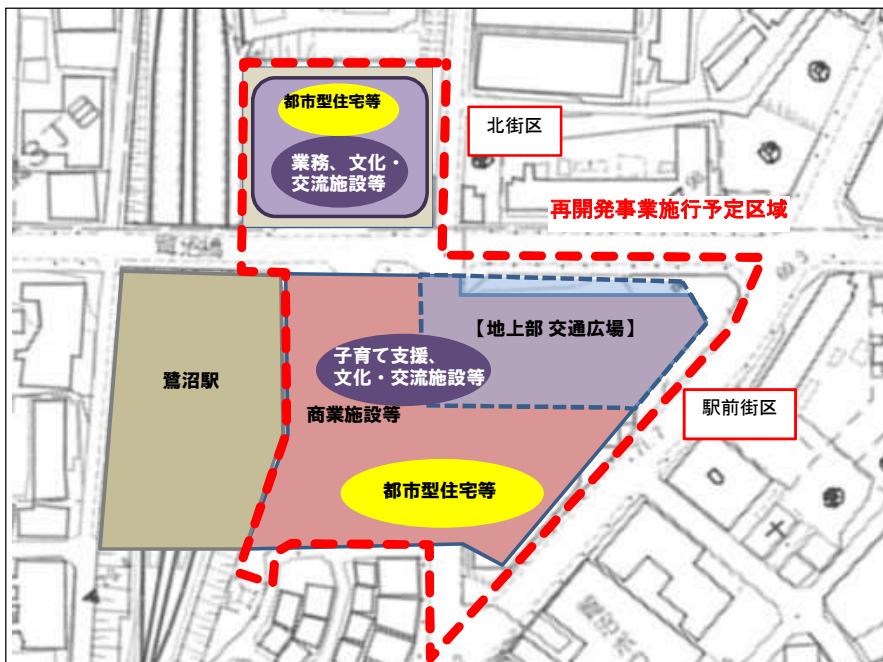 都市型住宅等
業務、文化・
交流施設等
北街区
再開発事業施行予定区域
【地上部 交通広場】
子育て支援、
文化・交流施設等
鷺沼駅
商業施設等
駅前街区
都市型住宅等